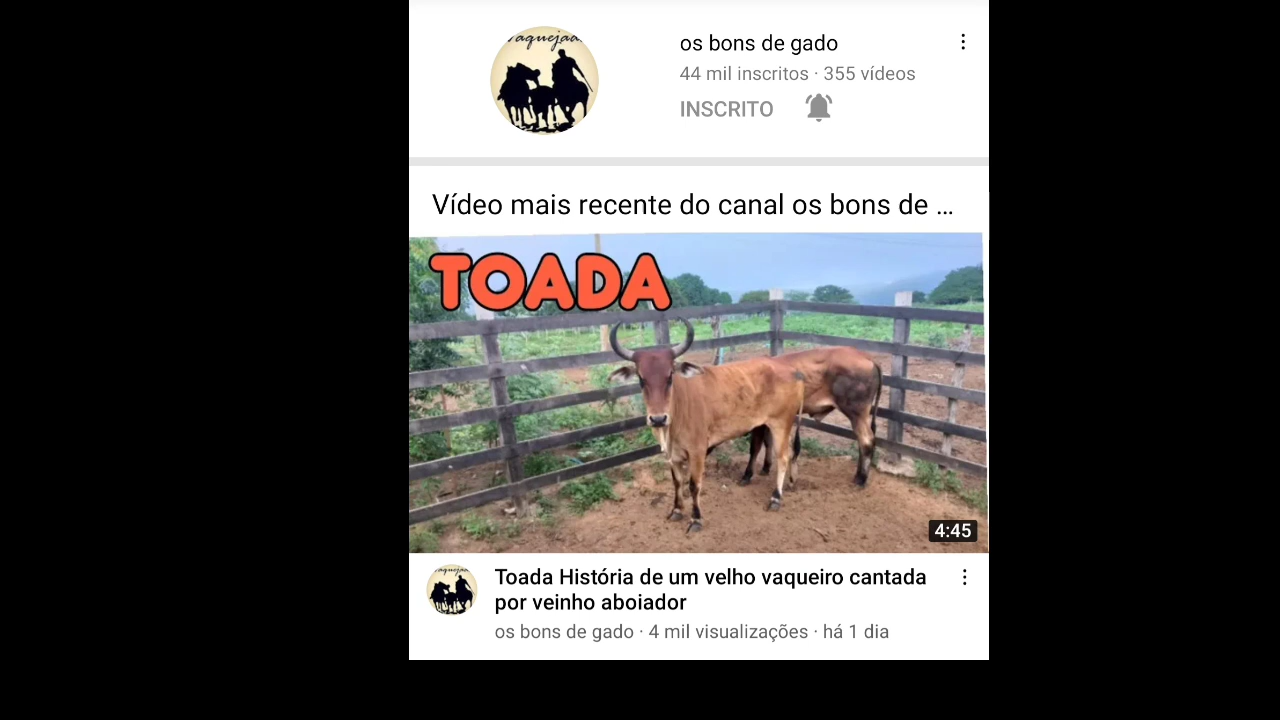 os bons de gado
44 mil inscritos · 355 vídeos
INSCRITO
Vídeo mais recente do canal os bons de ...
TOADA
4:45
Toada História de um velho vaqueiro cantada
por veinho aboiador
os bons de gado · 4 mil visualizações · há 1 dia